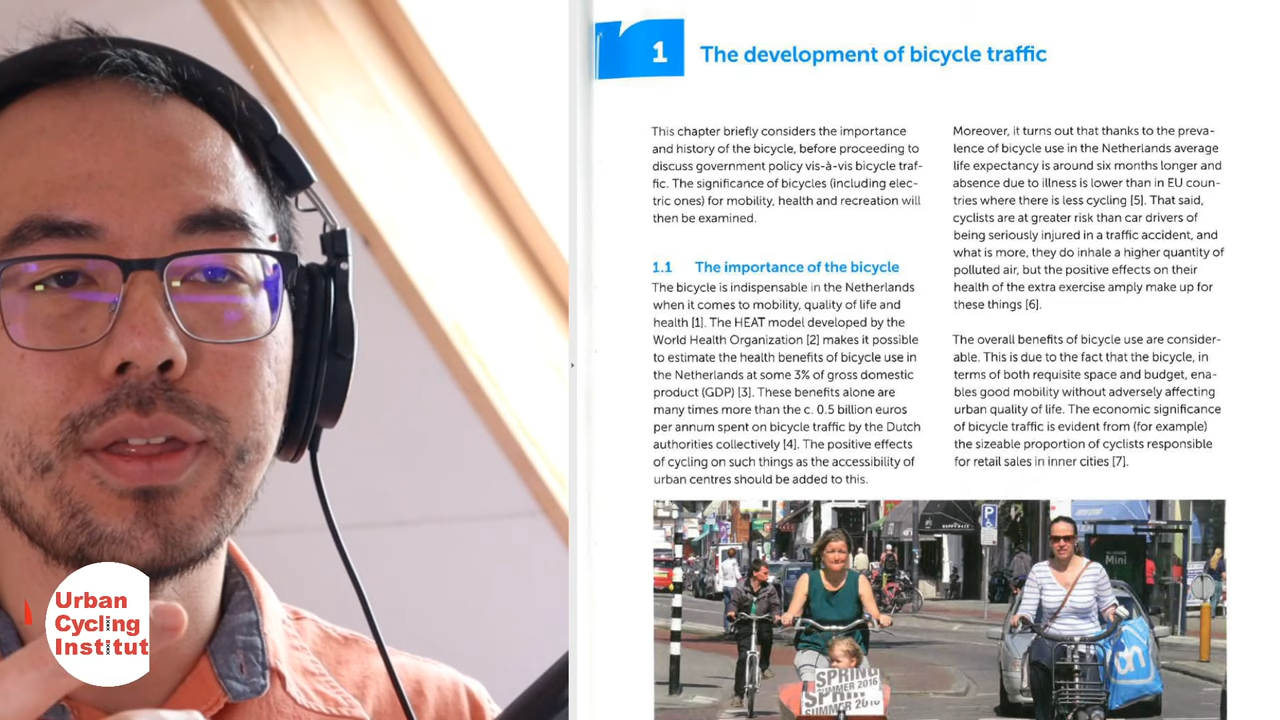 Urban
Cycling
Institut
1
The development of bicycle traffic
This chapter briefly considers the importance
and history of the bicycle, before proceeding to
discuss government policy vis-à-vis bicycle traf-
fic. The significance of bicycles (including elec-
tric ones) for mobility, health and recreation will
then be examined.
1.1 The importance of the bicycle
The bicycle is indispensable in the Netherlands
when it comes to mobility, quality of life and
health [1]. The HEAT model developed by the
World Health Organization [2] makes it possible
to estimate the health benefits of bicycle use in
the Netherlands at some 3% of gross domestic
product (GDP) [3]. These benefits alone are
many times more than the c. 0.5 billion euros
per annum spent on bicycle traffic by the Dutch
authorities collectively [4]. The positive effects
of cycling on such things as the accessibility of
urban centres should be added to this.
Moreover, it turns out that thanks to the preva-
lence of bicycle use in the Netherlands average
life expectancy is around six months longer and
absence due to illness is lower than in EU coun-
tries where there is less cycling [5]. That said,
cyclists are at greater risk than car drivers of
being seriously injured in a traffic accident, and
what is more, they do inhale a higher quantity of
polluted air, but the positive effects on their
health of the extra exercise amply make up for
these things [6].
The overall benefits of bicycle use are consider-
able. This is due to the fact that the bicycle, in
terms of both requisite space and budget, ena-
bles good mobility without adversely affecting
urban quality of life. The economic significance
of bicycle traffic is evident from (for example)
the sizeable proportion of cyclists responsible
for retail sales in inner cities [7].
P
Mini
SPRING
SUMMER 2016
SPRIN
SUMMER 2016